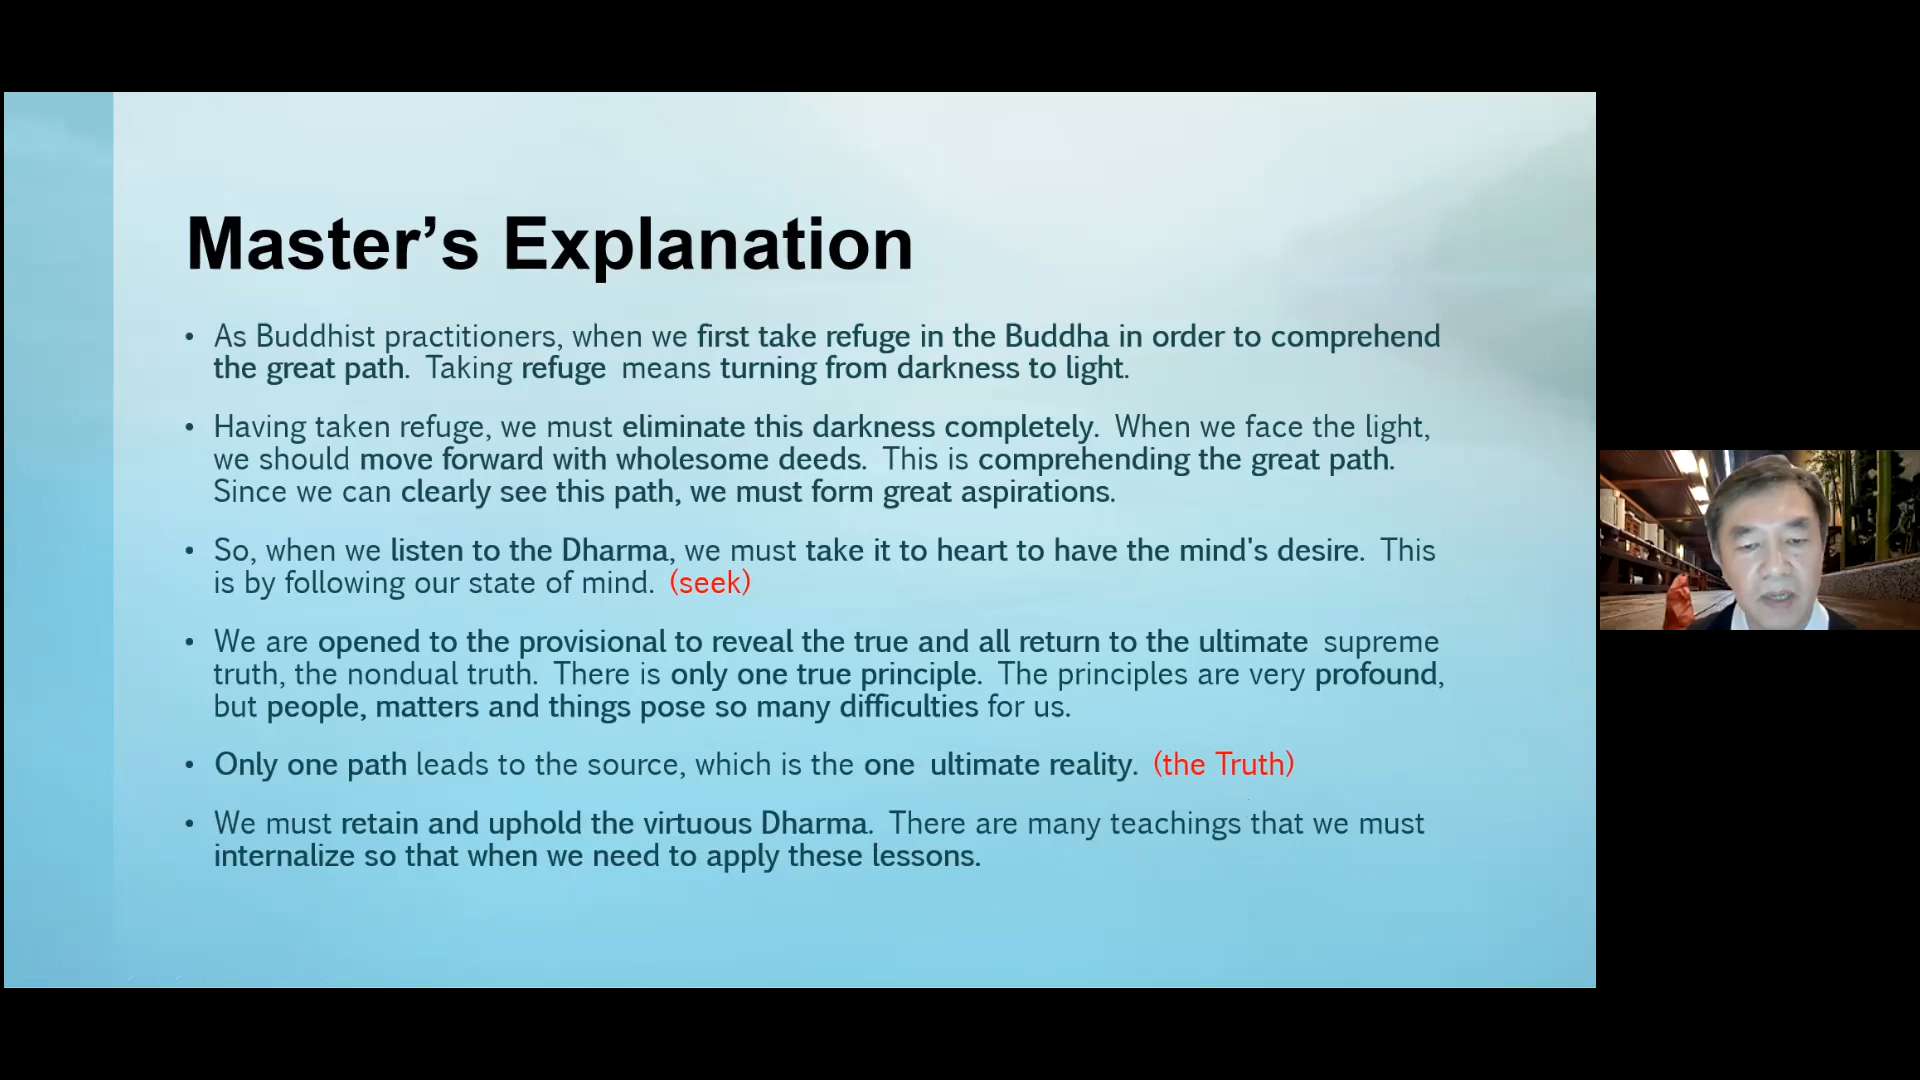 Master’s Explanation
• As Buddhist practitioners, when we first take refuge in the Buddha in order to comprehend
the great path. Taking refuge means turning from darkness to light.
• Having taken refuge, we must eliminate this darkness completely. When we face the light,
we should move forward with wholesome deeds. This is comprehending the great path.
Since we can clearly see this path, we must form great aspirations.
• So, when we listen to the Dharma, we must take it to heart to have the mind's desire. This
is by following our state of mind. (seek)
• We are opened to the provisional to reveal the true and all return to the ultimate supreme
truth, the nondual truth. There is only one true principle. The principles are very profound,
but people, matters and things pose so many difficulties for us.
• Only one path leads to the source, which is the one ultimate reality. (the Truth)
• We must retain and uphold the virtuous Dharma. There are many teachings that we must
internalize so that when we need to apply these lessons.